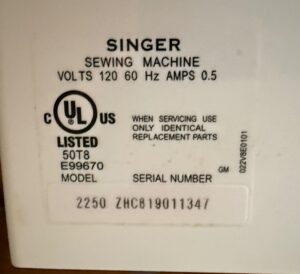 SINGER
SEWING MACHINE
VOLTS 120 60 Hz AMPS 0.5
C UL US
LISTED
50T8
E99670
WHEN SERVICING USE
ONLY IDENTICAL
REPLACEMENT PARTS
MODEL SERIAL NUMBER
GM
022V8E0101
2250 ZHC819011347